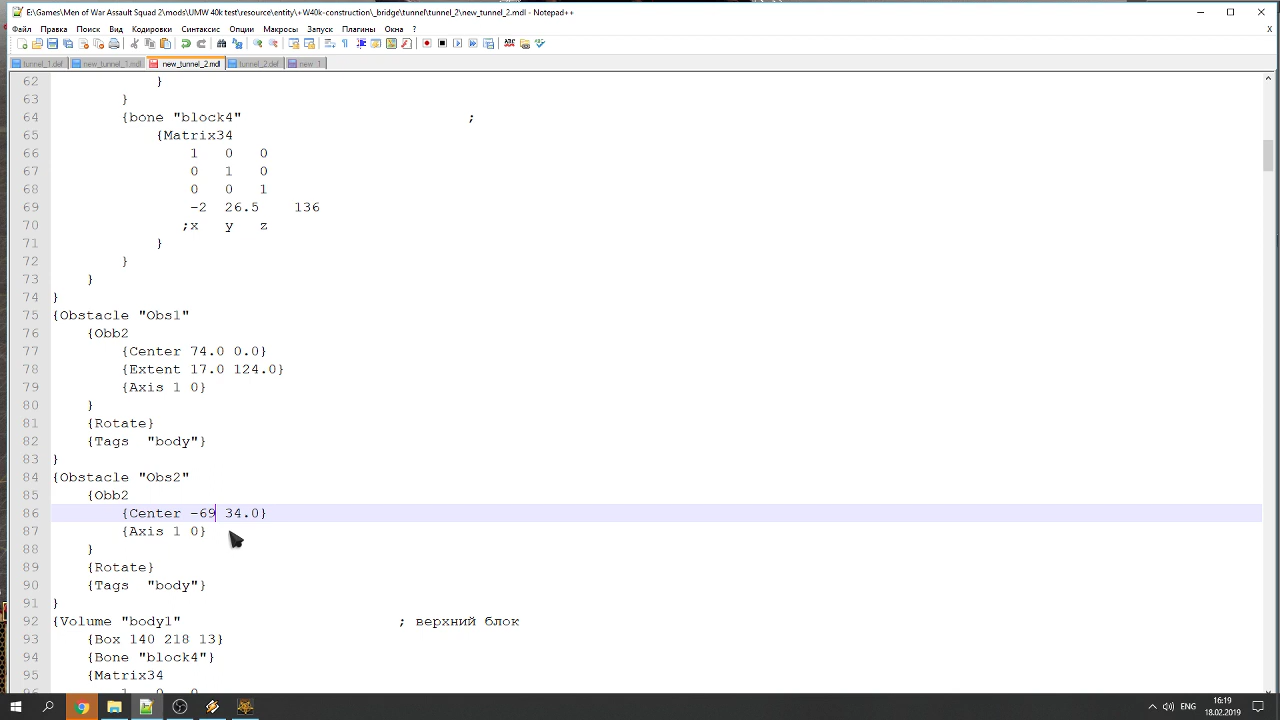 E:\Games\Men of War Assault Squad 2\mods\UMW 40k test\resource\entity\+W40k-construction\_bridge\tunnel\tunnel_2\new_tunnel_2.mdl - Notepad++
Файл Правка Поиск Вид Кодировки Синтаксис Опции Макросы Запуск Плагины Окна ? X
tunnel_1.def new_tunnel_1.mdl new_tunnel_2.mdl tunnel_2.def new 1
62 }
63 }
64 {bone "block4" ;
65 {Matrix34
66 1 0 0
67 0 1 0
68 0 0 1
69 -2 26.5 136
70 ;x y z
71 }
72 }
73 }
74 }
75 {Obstacle "Obs1"
76 {Obb2
77 {Center 74.0 0.0}
78 {Extent 17.0 124.0}
79 {Axis 1 0}
80 }
81 {Rotate}
82 {Tags "body"}
83 }
84 {Obstacle "Obs2"
85 {Obb2
86 {Center -69 34.0}
87 {Axis 1 0}
88 }
89 {Rotate}
90 {Tags "body"}
91 }
92 {Volume "body1" ; верхний блок
93 {Box 140 218 13}
94 {Bone "block4"}
95 {Matrix34
96 1 0 0
ENG
16:19
18.02.2019